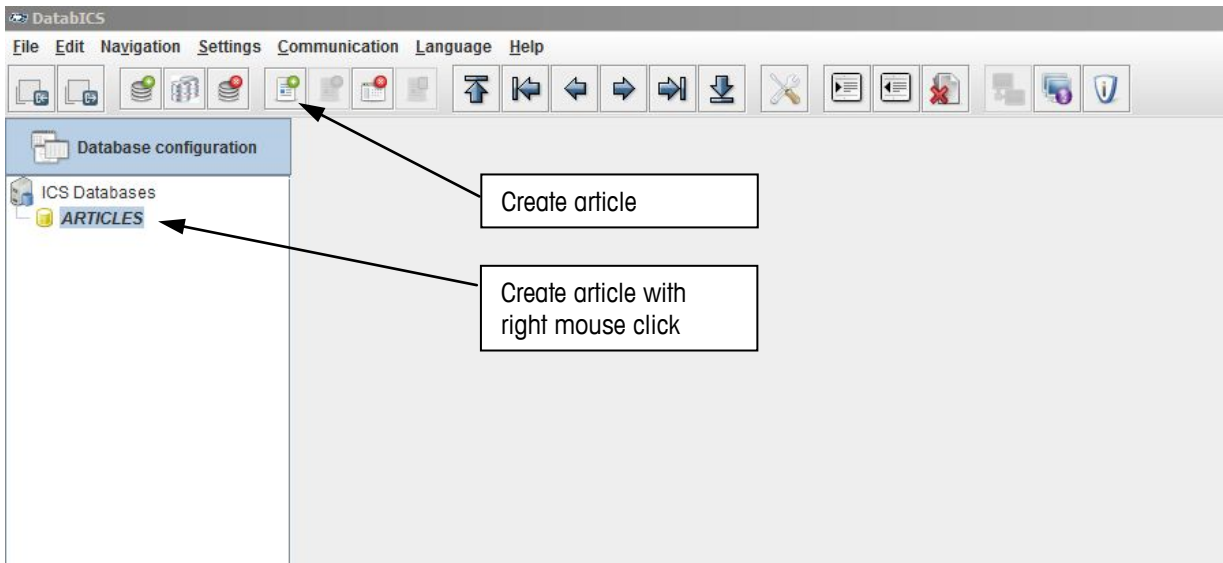 DatabICS
File Edit Navigation Settings Communication Language Help
Database configuration
ICS Databases
ARTICLES
Create article
Create article with
right mouse click